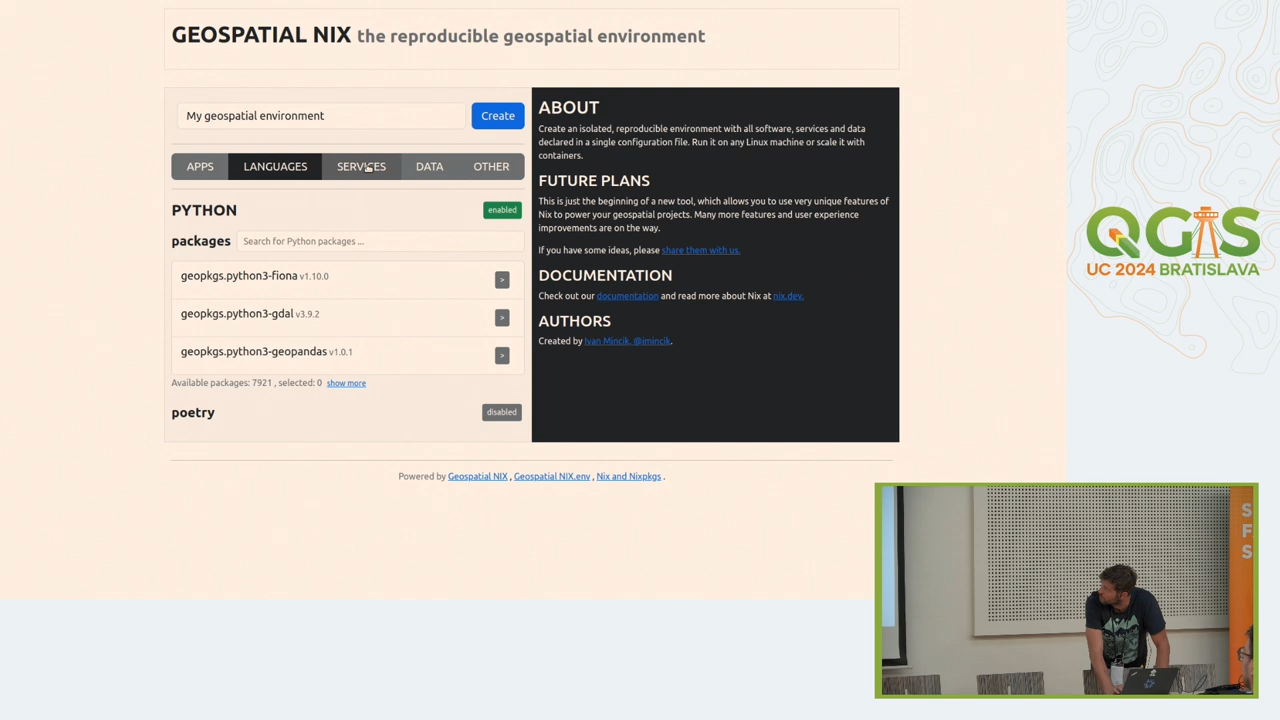 GEOSPATIAL NIX the reproducible geospatial environment
My geospatial environment
Create
APPS
LANGUAGES
SERVICES
DATA
OTHER
PYTHON
enabled
packages
Search for Python packages ...
geopkgs.python3-fiona v1.10.0
>
geopkgs.python3-gdal v3.9.2
>
geopkgs.python3-geopandas v1.0.1
>
Available packages: 7921 , selected: 0 show more
poetry
disabled
ABOUT
Create an isolated, reproducible environment with all software, services and data
declared in a single configuration file. Run it on any Linux machine or scale it with
containers.
FUTURE PLANS
This is just the beginning of a new tool, which allows you to use very unique features of
Nix to power your geospatial projects. Many more features and user experience
improvements are on the way.
If you have some ideas, please share them with us.
DOCUMENTATION
Check out our documentation and read more about Nix at nix.dev.
AUTHORS
Created by Ivan Mincik, @imincik.
Powered by Geospatial NIX , Geospatial NIX.env , Nix and Nixpkgs .
QGIS
UC 2024 BRATISLAVA
S
F
S